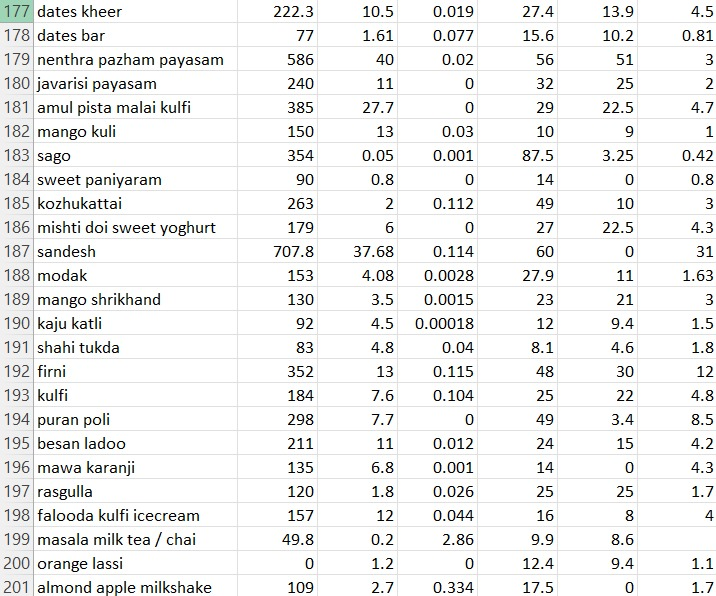 177 dates kheer 222.3 10.5 0.019 27.4 13.9 4.5
178 dates bar 77 1.61 0.077 15.6 10.2 0.81
179 nenthra pazham payasam 586 40 0.02 56 51 3
180 javarisi payasam 240 11 0 32 25 2
181 amul pista malai kulfi 385 27.7 0 29 22.5 4.7
182 mango kuli 150 13 0.03 10 9 1
183 sago 354 0.05 0.001 87.5 3.25 0.42
184 sweet paniyaram 90 0.8 0 14 0 0.8
185 kozhukattai 263 2 0.112 49 10 3
186 mishti doi sweet yoghurt 179 6 0 27 22.5 4.3
187 sandesh 707.8 37.68 0.114 60 0 31
188 modak 153 4.08 0.0028 27.9 11 1.63
189 mango shrikhand 130 3.5 0.0015 23 21 3
190 kaju katli 92 4.5 0.00018 12 9.4 1.5
191 shahi tukda 83 4.8 0.04 8.1 4.6 1.8
192 firni 352 13 0.115 48 30 12
193 kulfi 184 7.6 0.104 25 22 4.8
194 puran poli 298 7.7 0 49 3.4 8.5
195 besan ladoo 211 11 0.012 24 15 4.2
196 mawa karanji 135 6.8 0.001 14 0 4.3
197 rasgulla 120 1.8 0.026 25 25 1.7
198 falooda kulfi icecream 157 12 0.044 16 8 4
199 masala milk tea / chai 49.8 0.2 2.86 9.9 8.6
200 orange lassi 0 1.2 0 12.4 9.4 1.1
201 almond apple milkshake 109 2.7 0.334 17.5 0 1.7